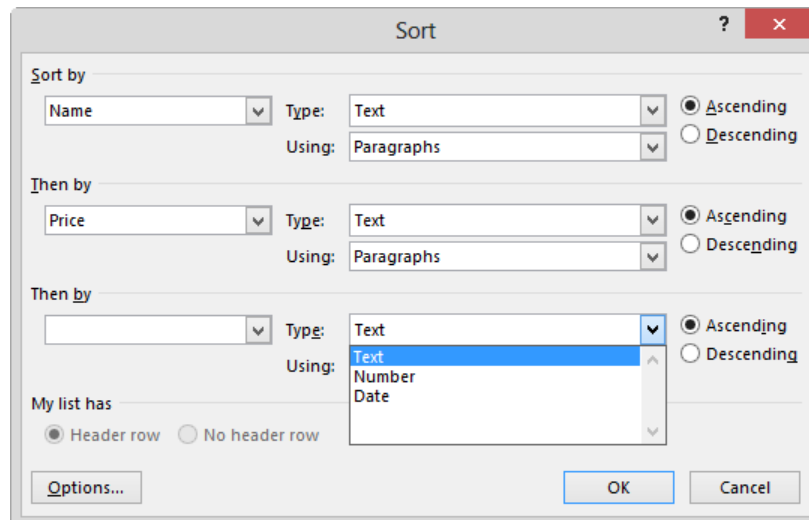 Sort ? ×
Sort by
Name Type: Text Ascending
Using: Paragraphs Descending
Then by
Price Type: Text Ascending
Using: Paragraphs Descending
Then by
Type: Text Ascending
Using: Text Descending
Number
Date
My list has
Header row No header row
Options... OK Cancel